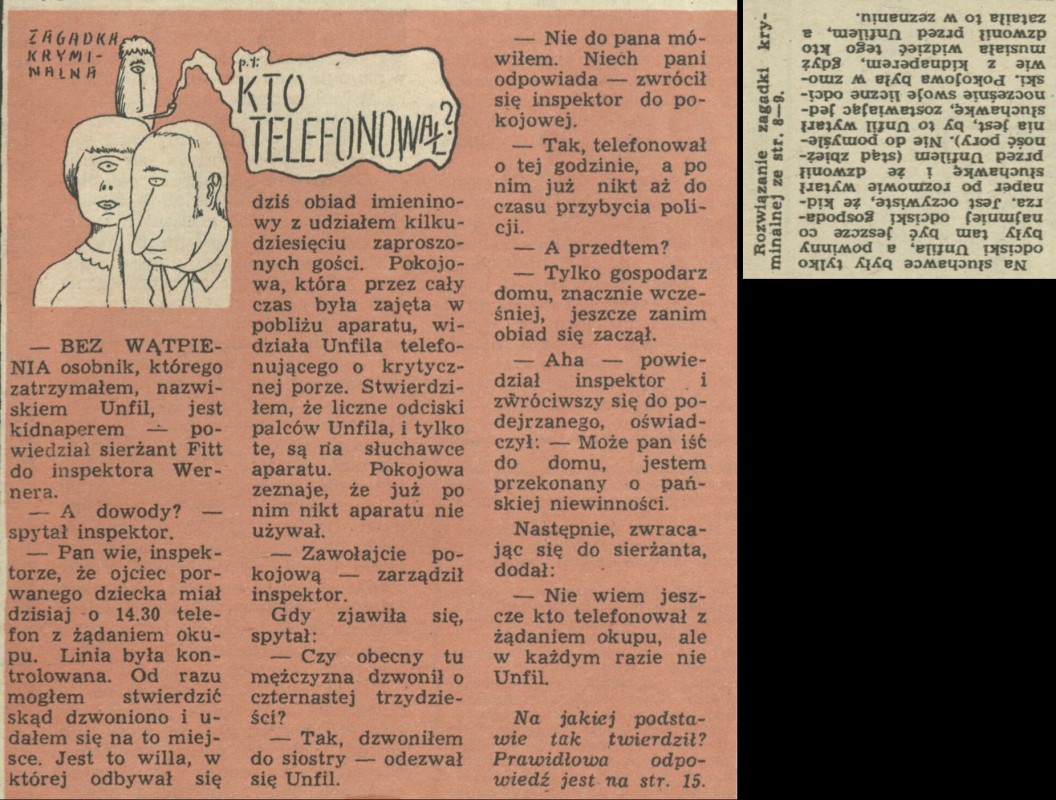 ZAGADKA
KRYMI-
NALNA
p.t:
KTO
TELEFONOWAŁ?
— BEZ WĄTPIE-
NIA osobnik, którego
zatrzymałem, nazwi-
skiem Unfil, jest
kidnaperem — po-
wiedział sierżant Fitt
do inspektora Wer-
nera.
— A dowody? —
spytał inspektor.
— Pan wie, inspek-
torze, że ojciec por-
wanego dziecka miał
dzisiaj o 14.30 tele-
fon z żądaniem oku-
pu. Linia była kon-
trolowana. Od razu
mogłem stwierdzić
skąd dzwoniono i u-
dałem się na to miej-
sce. Jest to willa, w
której odbywał się
dziś obiad imienino-
wy z udziałem kilku-
dziesięciu zaproszo-
nych gości. Pokojo-
wa, która przez cały
czas była zajęta w
pobliżu aparatu, wi-
działa Unfila telefo-
nującego o krytycz-
nej porze. Stwierdzi-
łem, że liczne odciski
palców Unfila, i tylko
te, są na słuchawce
aparatu. Pokojowa
zeznaje, że już po
nim nikt aparatu nie
używał.
— Zawołajcie po-
kojową — zarządził
inspektor.
Gdy zjawiła się,
spytał:
— Czy obecny tu
mężczyzna dzwonił o
czternastej trzydzie-
ści?
— Tak, dzwoniłem
do siostry — odezwał
się Unfil.
— Nie do pana mó-
wiłem. Niech pani
odpowiada — zwrócił
się inspektor do po-
kojowej.
— Tak, telefonował
o tej godzinie, a po
nim już nikt aż do
czasu przybycia poli-
cji.
— A przedtem?
— Tylko gospodarz
domu, znacznie wcze-
śniej, jeszcze zanim
obiad się zaczął.
— Aha — powie-
dział inspektor i
zwróciwszy się do po-
dejrzanego, oświad-
czył: — Może pan iść
do domu, jestem
przekonany o pań-
skiej niewinności.
Następnie, zwraca-
jąc się do sierżanta,
dodał:
— Nie wiem jesz-
cze kto telefonował z
żądaniem okupu, ale
w każdym razie nie
Unfil.
Na jakiej podsta-
wie tak twierdził?
Prawidłowa odpo-
wiedź jest na str. 15.
Rozwiązanie zagadki kry-
minalnej ze str. 8—9.
Na słuchawce były tylko
odciski Unfila, a powinny
były tam być jeszcze co
najmniej odciski gospoda-
rza. Jest oczywiste, że kid-
naper po rozmowie wytarł
słuchawkę i że dzwonił
przed Unfilem (stąd zbież-
ność pory). Nie do pomyśle-
nia jest, by to Unfil wytarł
słuchawkę, zostawiając jed-
nocześnie swoje liczne odci-
ski. Pokojowa była w zmo-
wie z kidnaperem, gdyż
musiała widzieć tego kto
dzwonił przed Unfilem, a
zataiła to w zeznaniu.